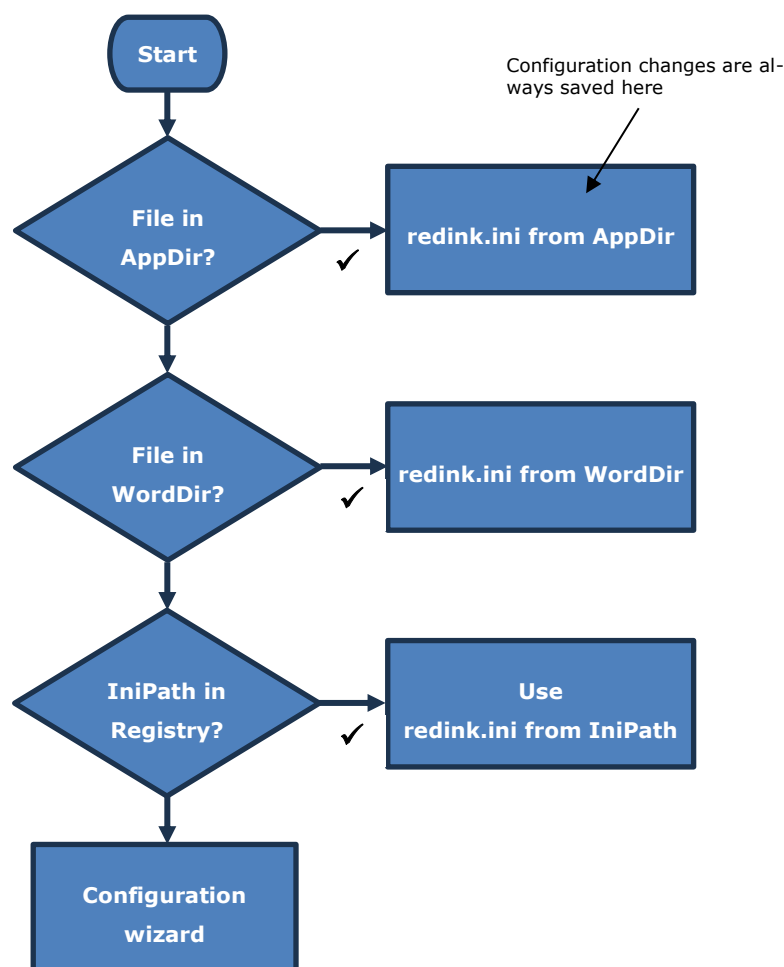 Start
Configuration changes are al-
ways saved here
File in
AppDir?
redink.ini from AppDir
File in
WordDir?
redink.ini from WordDir
IniPath in
Registry?
Use
redink.ini from IniPath
Configuration
wizard